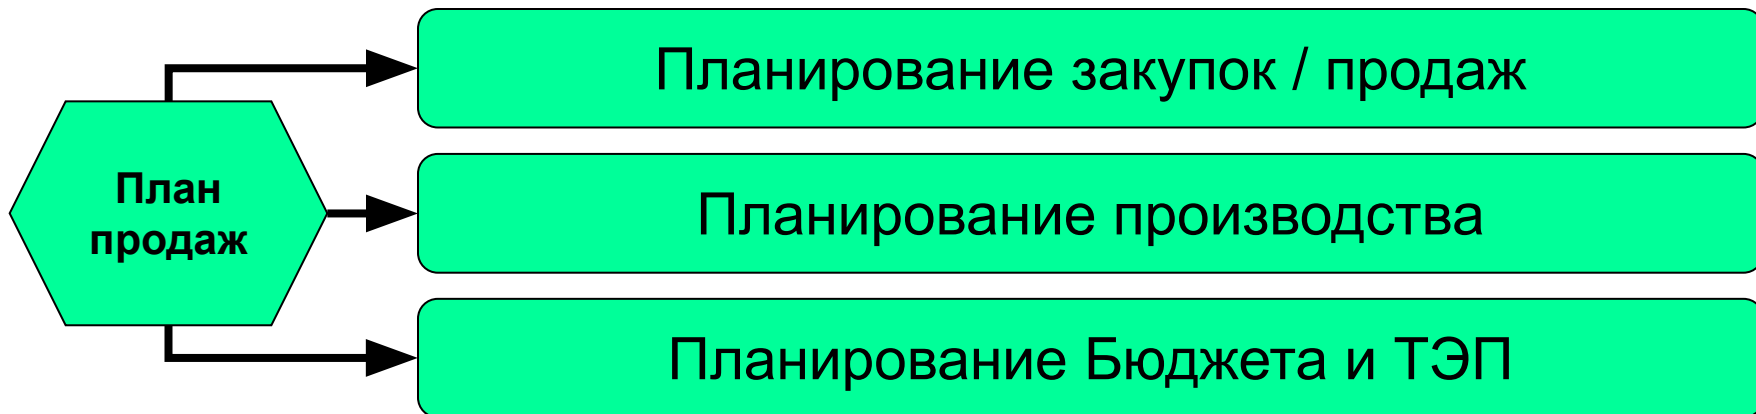 Планирование закупок / продаж
План
продаж
Планирование производства
Планирование Бюджета и ТЭП